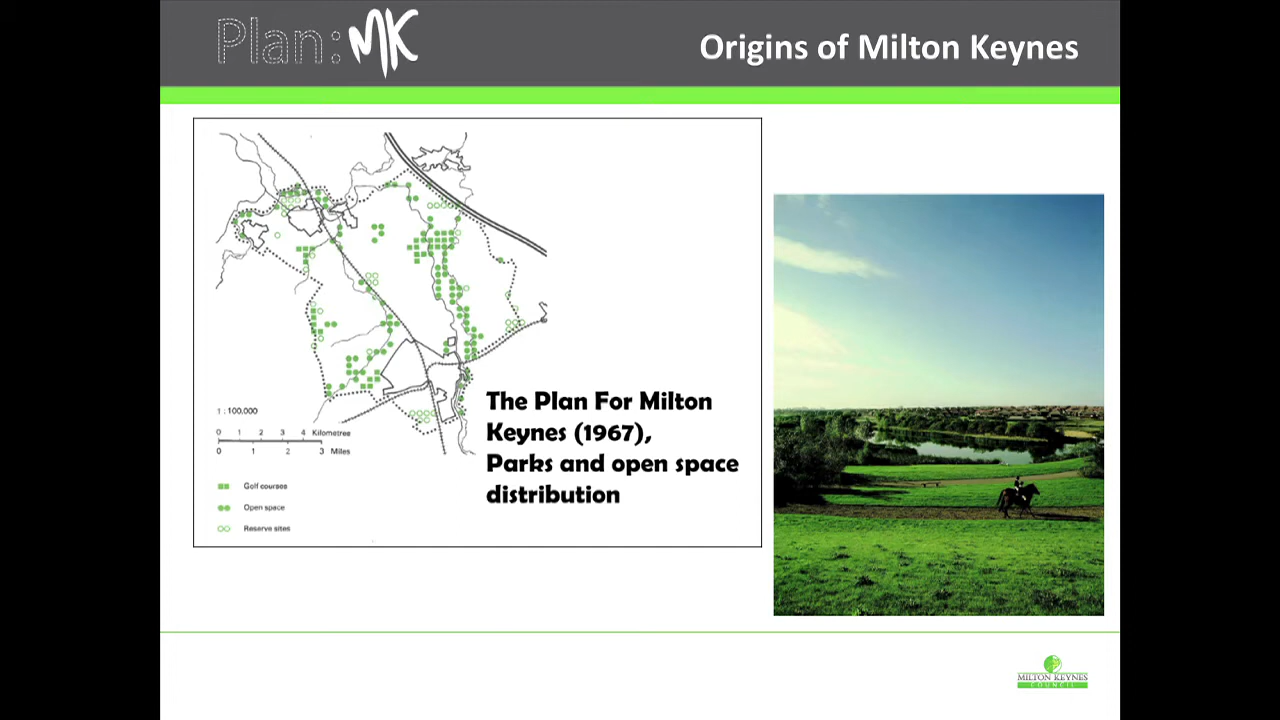 Plan:MK
Origins of Milton Keynes
1 : 100,000
0 1 2 3 4 Kilometres
0 1 2 3 Miles
Golf courses
Open space
Reserve sites
The Plan For Milton
Keynes (1967),
Parks and open space
distribution
MILTON KEYNES
COUNCIL